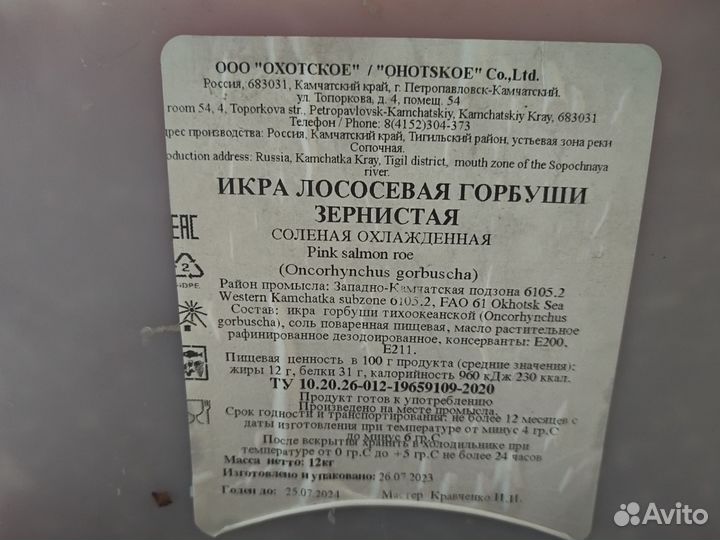 ООО "ОХОТСКОЕ" / "OHOTSKOE" Co.,Ltd.
Россия, 683031, Камчатский край, г. Петропавловск-Камчатский.
ул. Топоркова, д. 4, помещ. 54
room 54, 4, Toporkova str., Petropavlovsk-Kamchatskiy, Kamchatskiy Kray, 683031
Телефон / Phone: 8(4152)304-373
дрес производства: Россия, Камчатский край, Тигильский район, устьевая зона реки
Сопочная.
oduction address: Russia, Kamchatka Kray, Tigil district, mouth zone of the Sopochnaya
river.
ИКРА ЛОСОСЕВАЯ ГОРБУШИ
ЗЕРНИСТАЯ
СОЛЕНАЯ ОХЛАЖДЕННАЯ
Pink salmon roe
(Oncorhynchus gorbuscha)
EAC
2
HDPE
Район промысла: Западно-Камчатская подзона 6105.2
Western Kamchatka subzone 6105.2, FAO 61 Okhotsk Sea
Состав: икра горбуши тихоокеанской (Oncorhynchus
gorbuscha), соль поваренная пищевая, масло растительное
рафинированное дезодоированное, консерванты: Е200,
Е211.
Пищевая ценность в 100 г продукта (средние значения):
жиры 12 г, белки 31 г, калорийность 960 кДж 230 ккал.
ТУ 10.20.26-012-19659109-2020
Продукт готов к употреблению
Произведено на месте промысла.
Срок годности и транспортирования: не более 12 месяцев с
даты изготовления при температуре от минус 4 гр.С
до минус 6 гр.С
После вскрытия хранить в холодильнике при
температуре от 0 гр.С до +5 гр.С не более 24 часов
Масса нетто: 12кг
Изготовлено и упаковано: 26.07.2023
Годен до: 25.07.2024 Мастер Кравченко И.И.
Avito